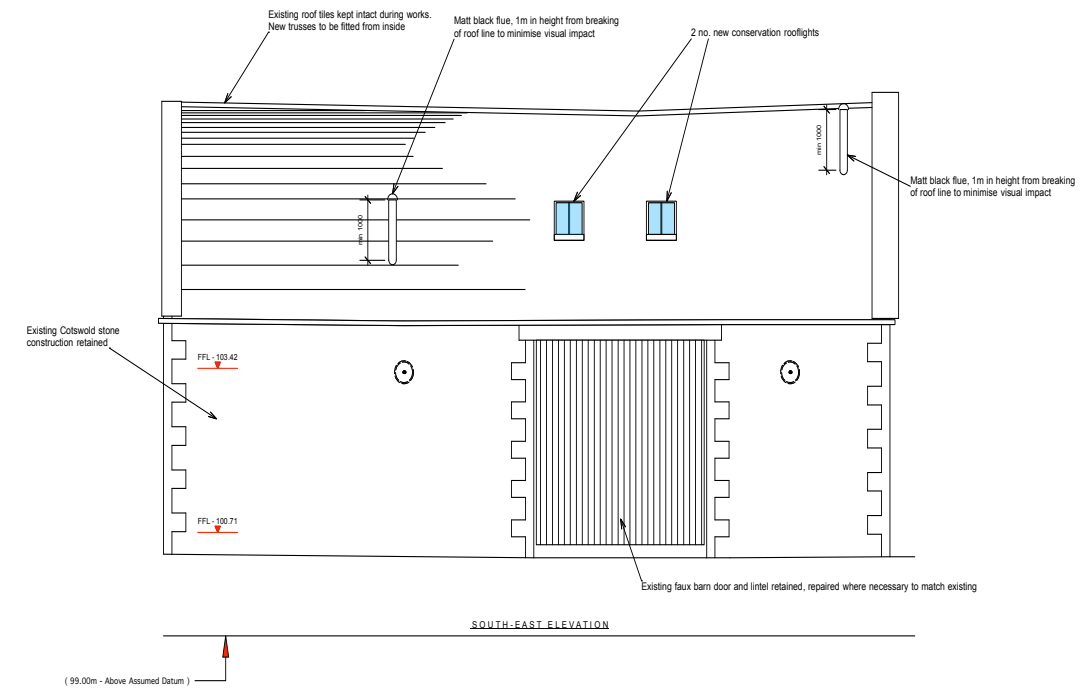 Existing roof tiles kept intact during works.
New trusses to be fitted from inside
Matt black flue, 1m in height from breaking
of roof line to minimise visual impact
2 no. new conservation rooflights
min 1000
Matt black flue, 1m in height from breaking
of roof line to minimise visual impact
min 1000
Existing Cotswold stone
construction retained
FFL - 103.42
FFL - 100.71
Existing faux barn door and lintel retained, repaired where necessary to match existing
SOUTH-EAST ELEVATION
( 99.00m - Above Assumed Datum )